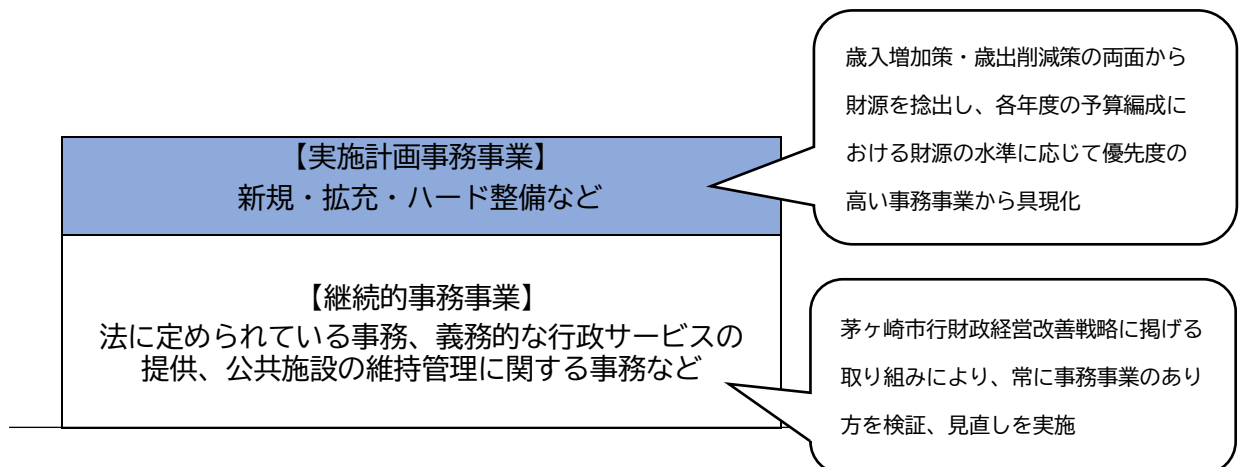 歳入増加策・歳出削減策の両面から
財源を捻出し、各年度の予算編成に
おける財源の水準に応じて優先度の
高い事務事業から具現化
【実施計画事務事業】
新規・拡充・ハード整備など
【継続的事務事業】
法に定められている事務、義務的な行政サービスの
提供、公共施設の維持管理に関する事務など
茅ヶ崎市行財政経営改善戦略に掲げる
取り組みにより、常に事務事業のあり
方を検証、見直しを実施